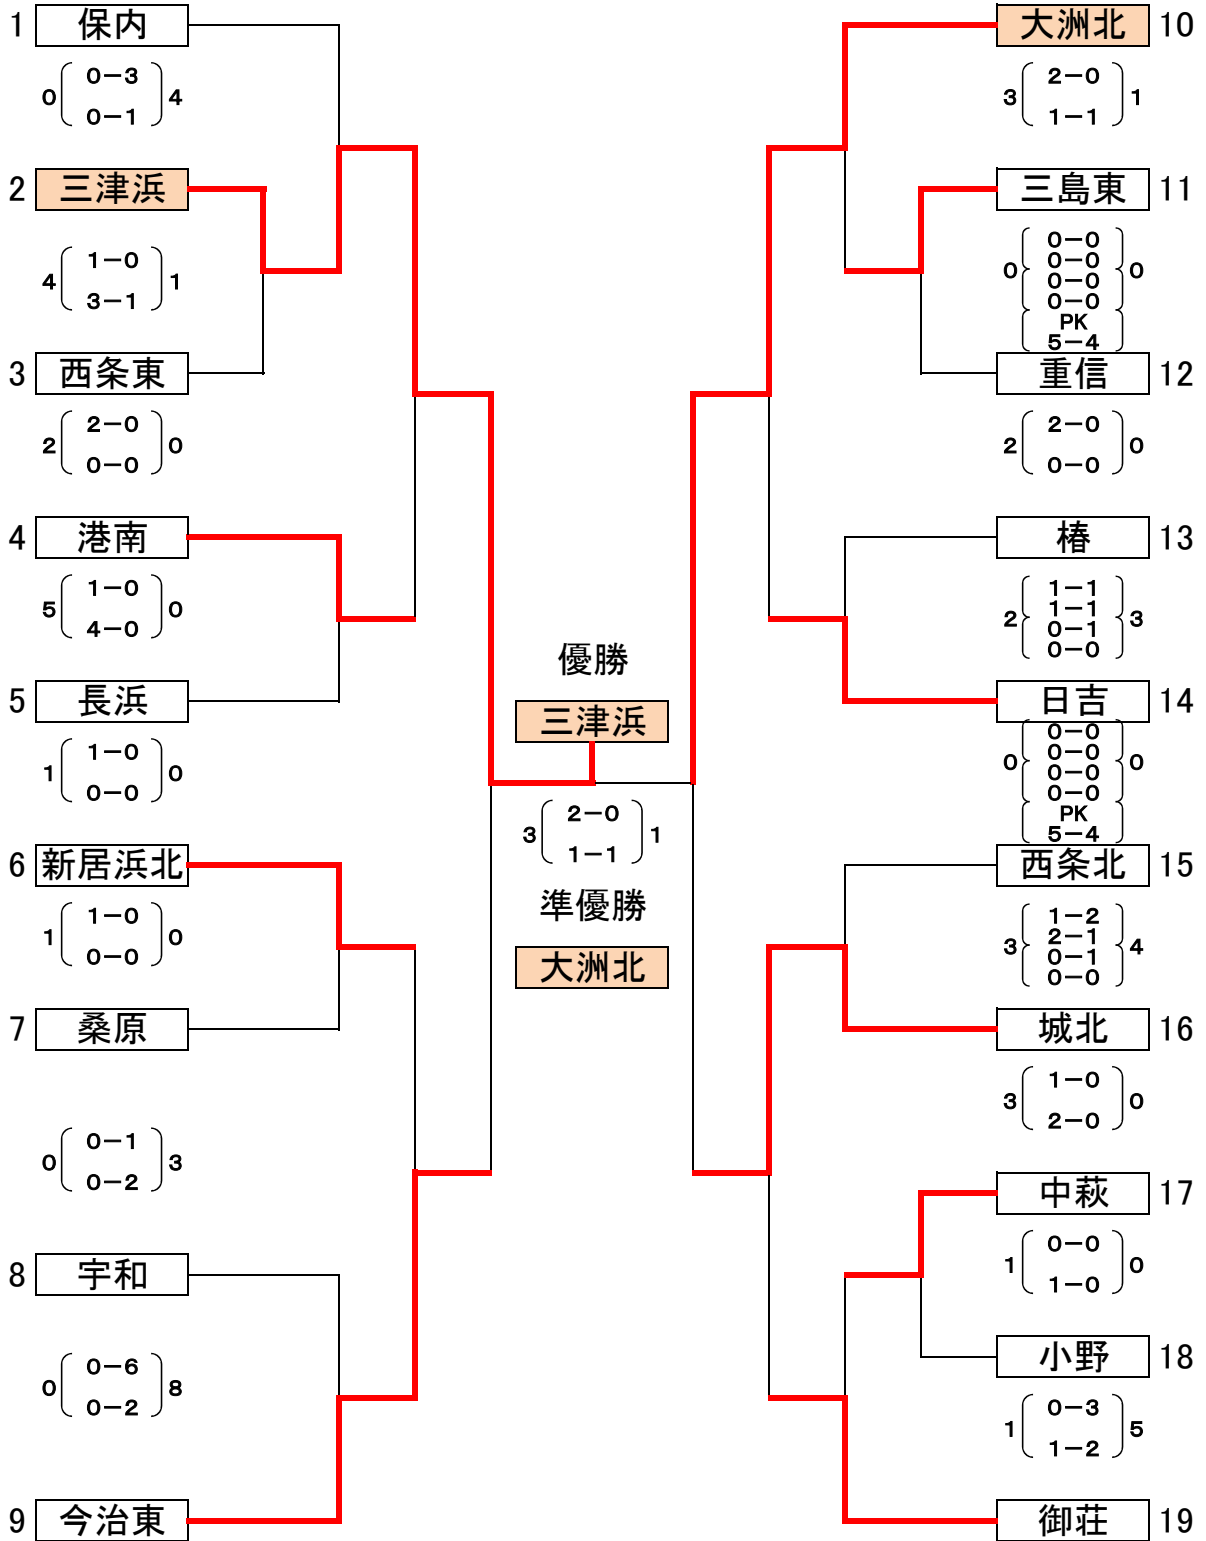 1 保内
0 0-3 4
0-1
2 三津浜
4 1-0 1
3-1
3 西条東
2 2-0 0
0-0
4 港南
5 1-0 0
4-0
5 長浜
1 1-0 0
0-0
6 新居浜北
1 1-0 0
0-0
7 桑原
0 0-1 3
0-2
8 宇和
0 0-6 8
0-2
9 今治東
優勝
三津浜
3 2-0 1
1-1
準優勝
大洲北
大洲北 10
3 2-0 1
1-1
三島東 11
0-0
0-0
0 0-0 0
0-0
PK
5-4
重信 12
2 2-0 0
0-0
椿 13
1-1
1-1
2 0-1 3
0-0
日吉 14
0-0
0-0
0 0-0 0
0-0
PK
5-4
西条北 15
1-2
2-1
3 0-1 4
0-0
城北 16
3 1-0 0
2-0
中萩 17
1 0-0 0
1-0
小野 18
1 0-3 5
1-2
御荘 19